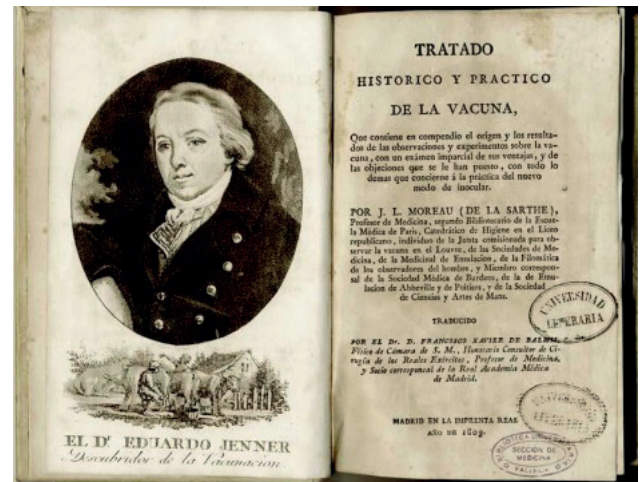 EL Dr. EDUARDO JENNER
Descubridor de la Vacunacion.
TRATADO
HISTORICO Y PRACTICO
DE LA VACUNA,
Que contiene en compendio el origen y los resulta-
dos de las observaciones y experimentos sobre la va-
cuna, con un exámen imparcial de sus ventajas, y de
las objeciones que se le han puesto, con todo lo
demas que concierne á la práctica del nuevo
modo de inocular.
POR J. L. MOREAU (DE LA SARTHE),
Profesor de Medicina, segundo Bibliotecario de la Escue-
la Médica de Paris, Catedrático de Higiene en el Liceo
republicano, individuo de la Junta comisionada para ob-
servar la vacuna en el Louvre, de las Sociedades de Me-
dicina, de la Medicinal de Emulacion, de la Filomática
de los observadores del hombre, y Miembro correspon-
sal de la Sociedad Médica de Bardeos, de la de Emu-
lacion de Abbeville y de Poitiers, y de la Sociedad
de Ciencias y Artes de Mans.
UNIVERSIDAD
LITERARIA
TRADUCIDO
POR EL Dr. D. FRANCISCO XAVIER DE BALMIS,
Físico de Cámara de S. M., Honorario Consultor de Ci-
rugía de los Reales Exércitos, Profesor de Medicina,
y Socio corresponsal de la Real Academia Médica
de Madrid.
MADRID EN LA IMPRENTA REAL
AÑO DE 1803.
BIBLIOTECA
SECCION DE
MEDICINA